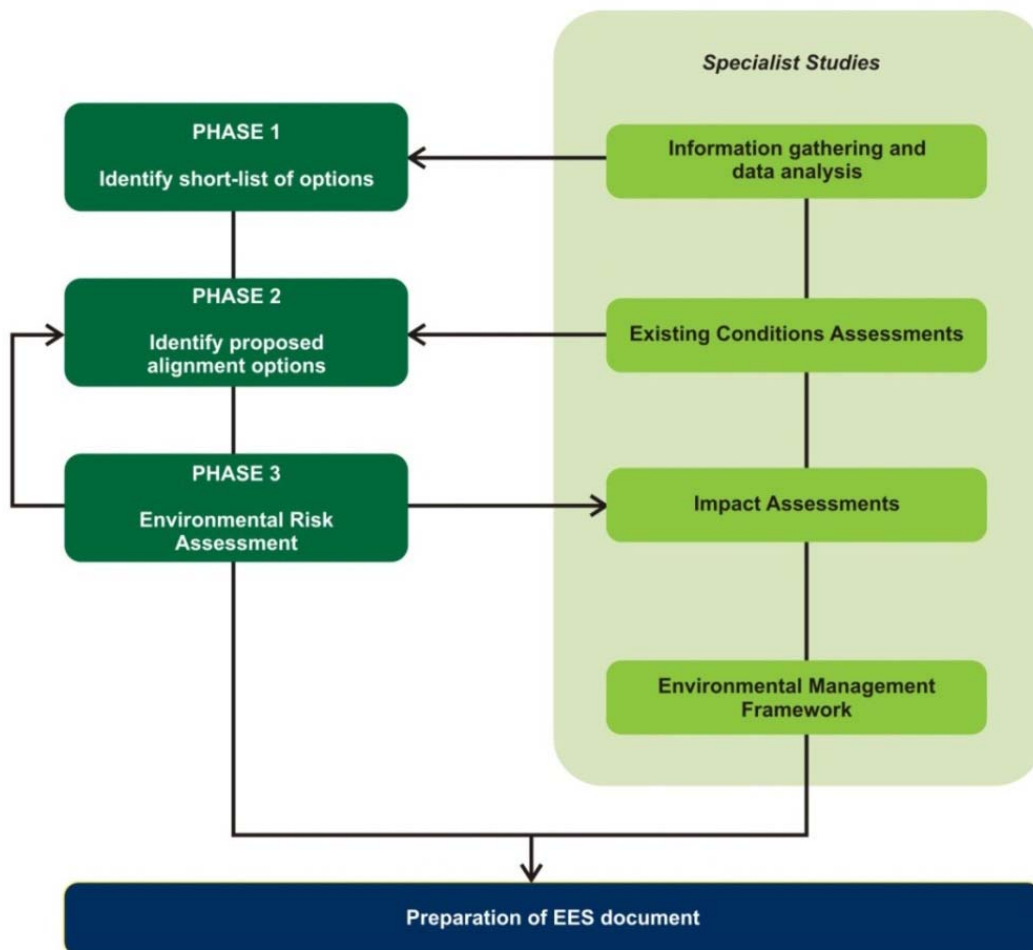 Specialist Studies
PHASE 1
Identify short-list of options
Information gathering and
data analysis
PHASE 2
Identify proposed
alignment options
Existing Conditions Assessments
PHASE 3
Environmental Risk
Assessment
Impact Assessments
Environmental Management
Framework
Preparation of EES document